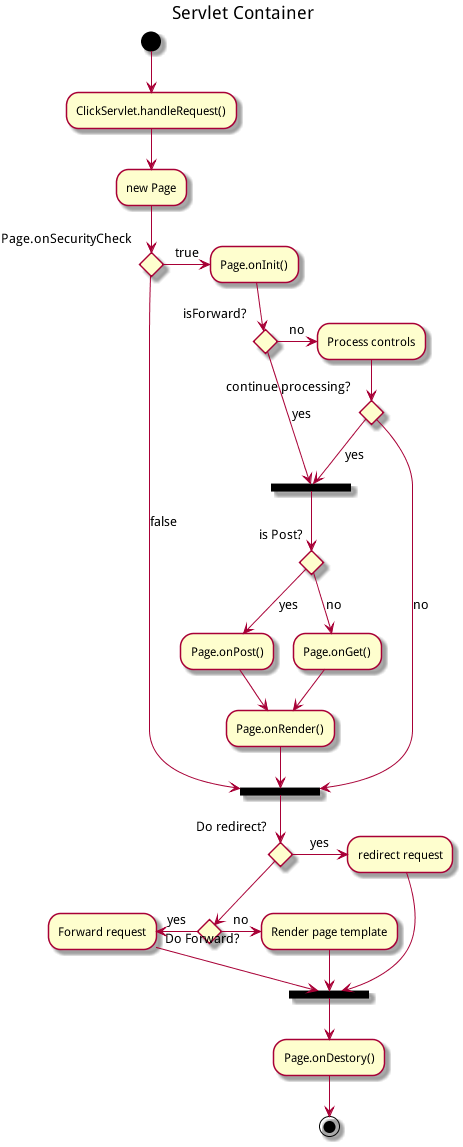 Servlet Container
ClickServlet.handleRequest()
new Page
Page.onSecurityCheck
true
Page.onInit()
isForward?
no
Process controls
continue processing?
yes
yes
false
is Post?
yes
no
no
Page.onPost()
Page.onGet()
Page.onRender()
Do redirect?
yes
redirect request
yes
no
Forward request
Do Forward?
Render page template
Page.onDestory()